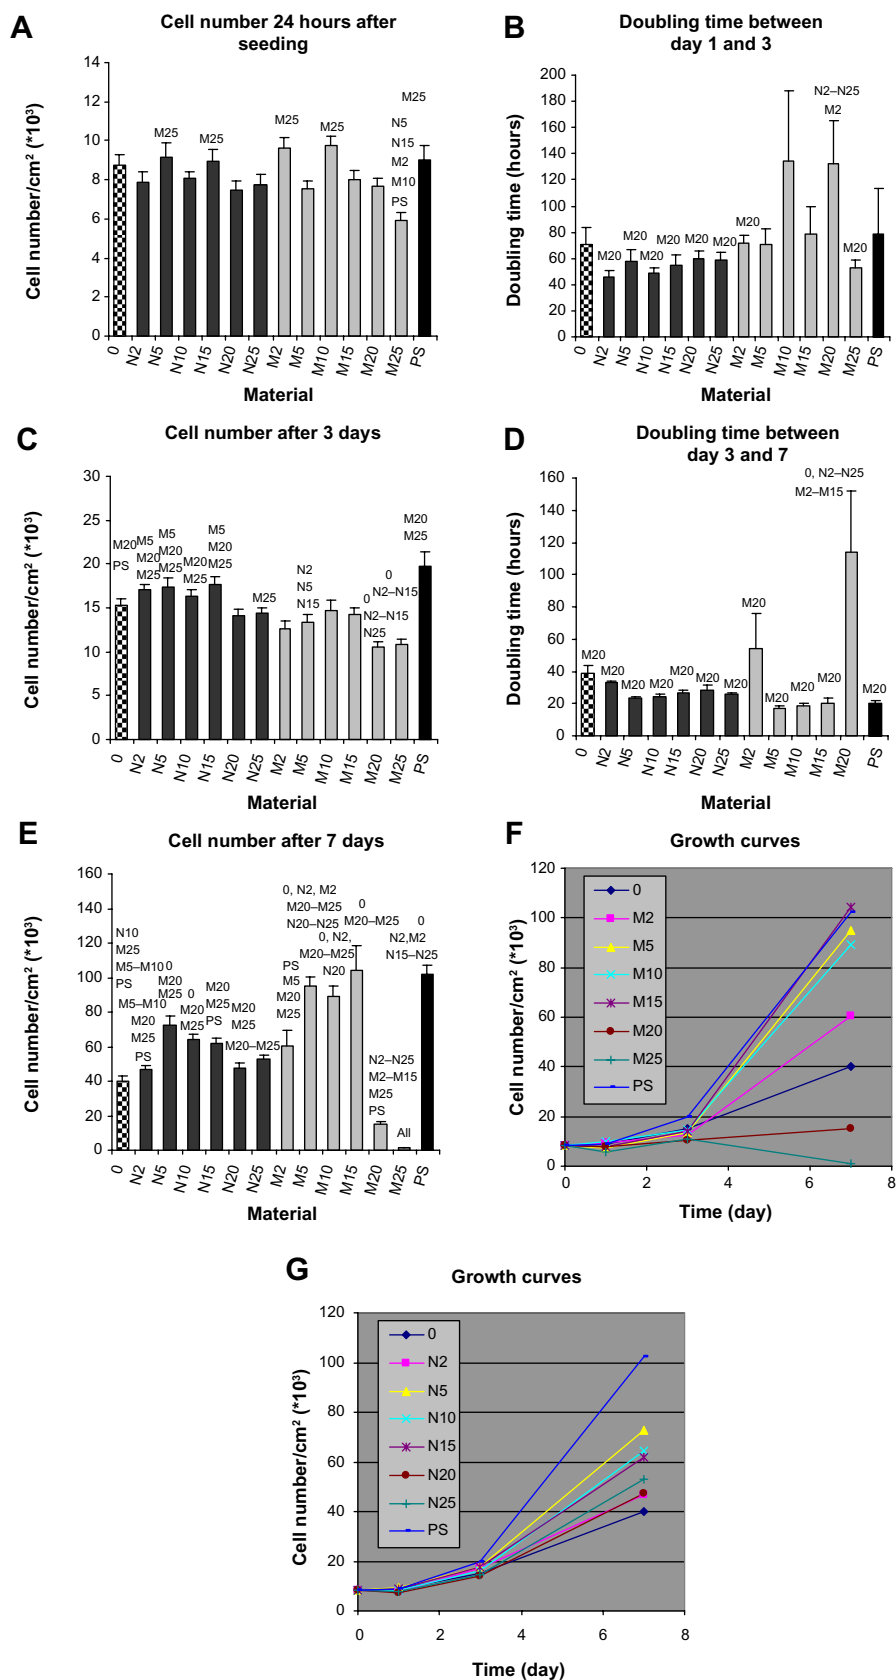 A
Cell number 24 hours after
seeding
Cell number/cm² (*10³)
14
12
10
8
6
4
2
0
M25
M25
M25
M25
M25
N5
N15
M2
M10
PS
0 N2 N5 N10 N15 N20 N25 M2 M5 M10 M15 M20 M25 PS
Material
B
Doubling time between
day 1 and 3
Doubling time (hours)
200
180
160
140
120
100
80
60
40
20
0
M20
M20
M20
M20
M20
M20
M20
N2–N25
M2
M20
0 N2 N5 N10 N15 N20 N25 M2 M5 M10 M15 M20 M25 PS
Material
C
Cell number after 3 days
Cell number/cm² (*10³)
30
25
20
15
10
5
0
M20
PS
M5
M20
M25
M5
M20
M25
M20
M25
M5
M20
M25
M25
N2
N5
N15
0
N2–N15
N25
0
N2–N15
M20
M25
0 N2 N5 N10 N15 N20 N25 M2 M5 M10 M15 M20 M25 PS
Material
D
Doubling time between
day 3 and 7
Doubling time (hours)
160
140
120
100
80
60
40
20
0
M20
M20
M20
M20
M20
M20
M20
M20
M20
M20
M20
0, N2–N25
M2–M15
M20
0 N2 N5 N10 N15 N20 N25 M2 M5 M10 M15 M20 PS
Material
E
Cell number after 7 days
Cell number/cm² (*10³)
160
140
120
100
80
60
40
20
0
N10
M25
M5–M10
PS
M5–M10
M20
M25
PS
0
M20
M25
0
M20
M25
M20
M25
PS
M20
M25
M20–M25
PS
M5
M20
M25
0, N2, M2
M20–M25
N20–N25
0, N2,
M20–M25
N20
0
M20–M25
N2–N25
M2–M15
M25
PS
All
0
N2,M2
N15–N25
0 N2 N5 N10 N15 N20 N25 M2 M5 M10 M15 M20 M25 PS
Material
F
Growth curves
Cell number/cm² (*10³)
120
100
80
60
40
20
0
0
M2
M5
M10
M15
M20
M25
PS
0 2 4 6 8
Time (day)
G
Growth curves
Cell number/cm² (*10³)
120
100
80
60
40
20
0
0
N2
N5
N10
N15
N20
N25
PS
0 2 4 6 8
Time (day)